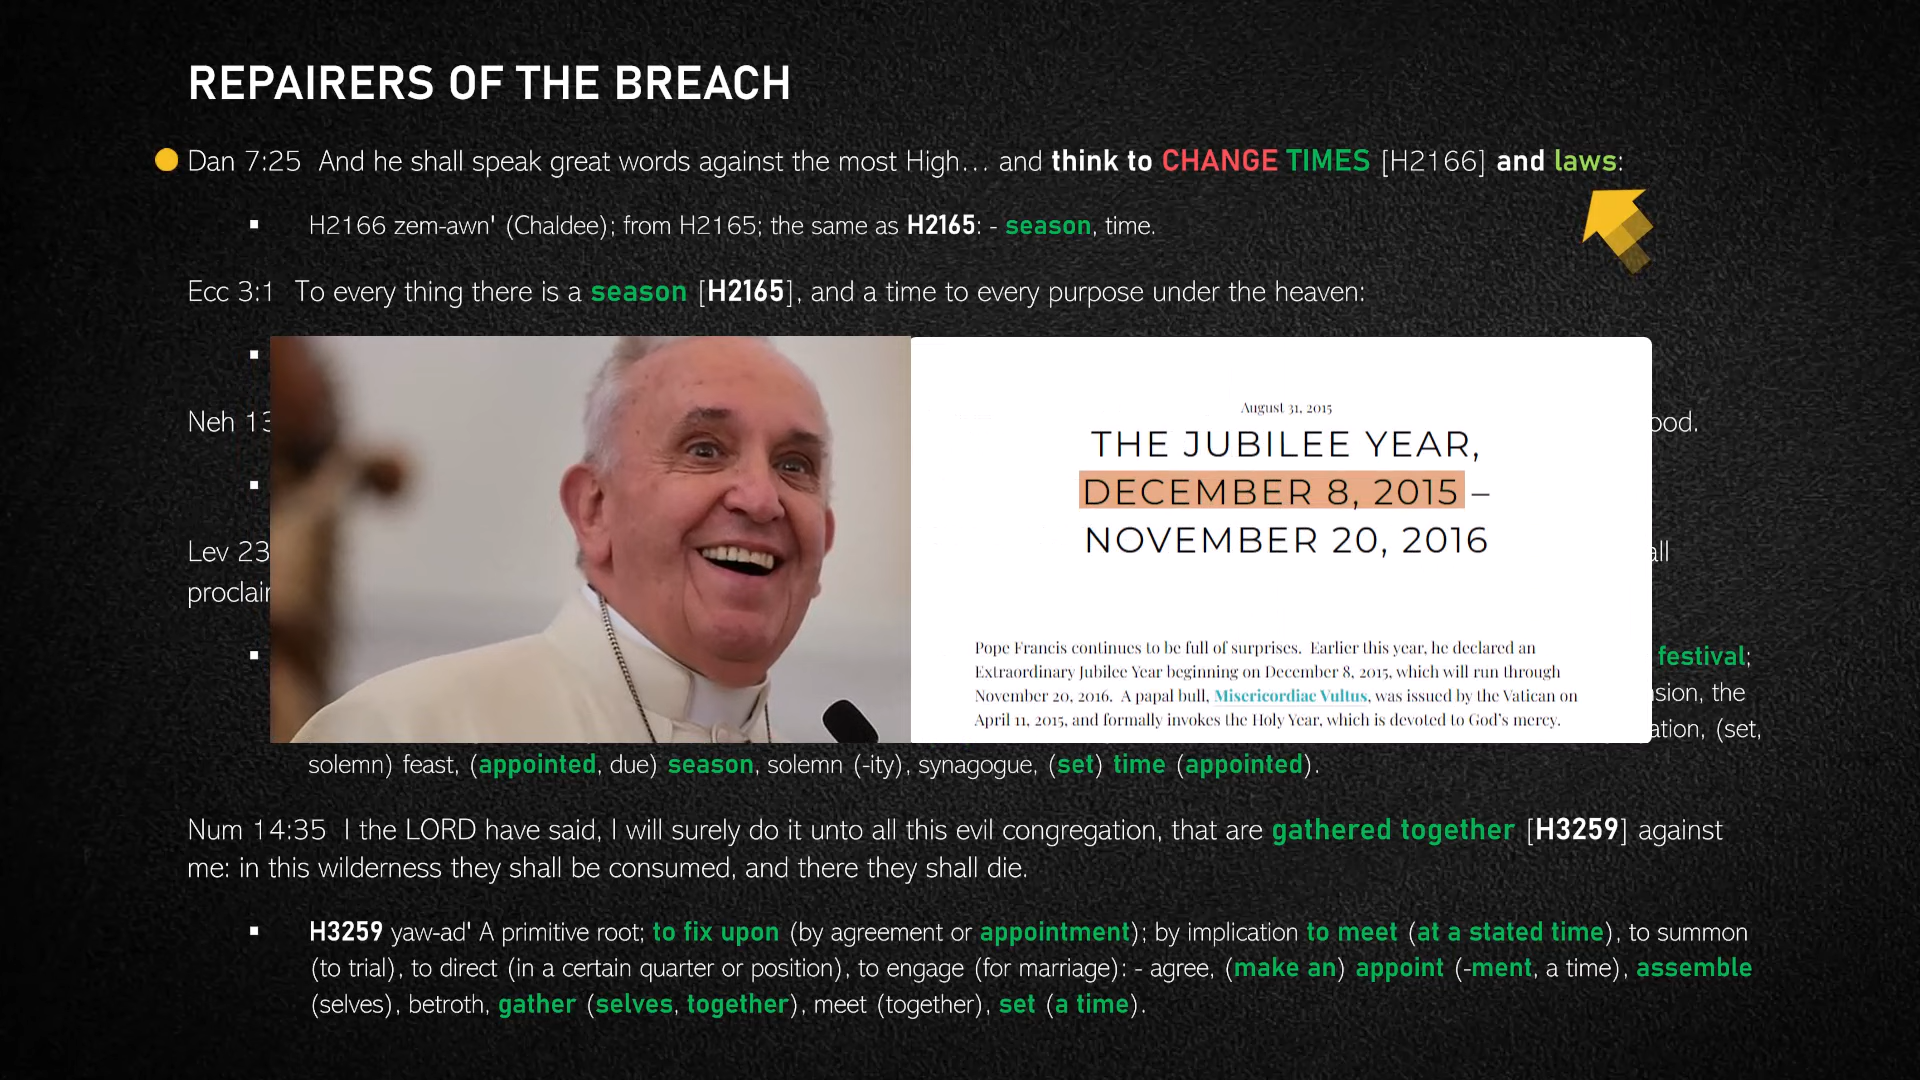 REPAIRERS OF THE BREACH
Dan 7:25 And he shall speak great words against the most High... and think to CHANGE TIMES [H2166] and laws:
H2166 zem-awn' (Chaldee); from H2165; the same as H2165: - season, time.
Ecc 3:1 To every thing there is a season [H2165], and a time to every purpose under the heaven:
Neh
Lev 23
all
festival;
the
(set,
August 31, 2015
THE JUBILEE YEAR,
DECEMBER 8, 2015 –
NOVEMBER 20, 2016
Pope Francis continues to be full of surprises. Earlier this year, he declared an
Extraordinary Jubilee Year beginning on December 8, 2015, which will run through
November 20, 2016. A papal bull, Misericordiae Vultus, was issued by the Vatican on
April 11, 2015, and formally invokes the Holy Year, which is devoted to God's mercy.
solemn) feast, (appointed, due) season, solemn (-ity), synagogue, (set) time (appointed).
Num 14:35 I the LORD have said, I will surely do it unto all this evil congregation, that are gathered together [H3259] against
me: in this wilderness they shall be consumed, and there they shall die.
H3259 yaw-ad' A primitive root; to fix upon (by agreement or appointment); by implication to meet (at a stated time), to summon
(to trial), to direct (in a certain quarter or position), to engage (for marriage): - agree, (make an) appoint (-ment, a time), assemble
(selves), betroth, gather (selves, together), meet (together), set (a time).